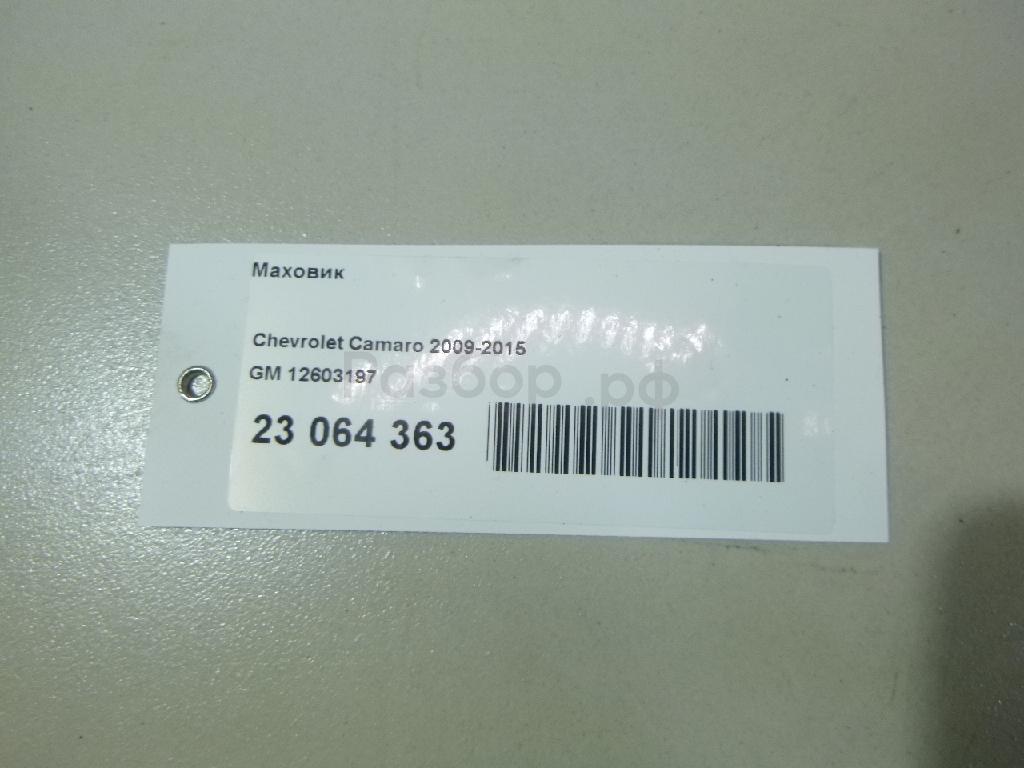 Маховик
Chevrolet Camaro 2009-2015
GM 12603197
Разбор.рф
23 064 363